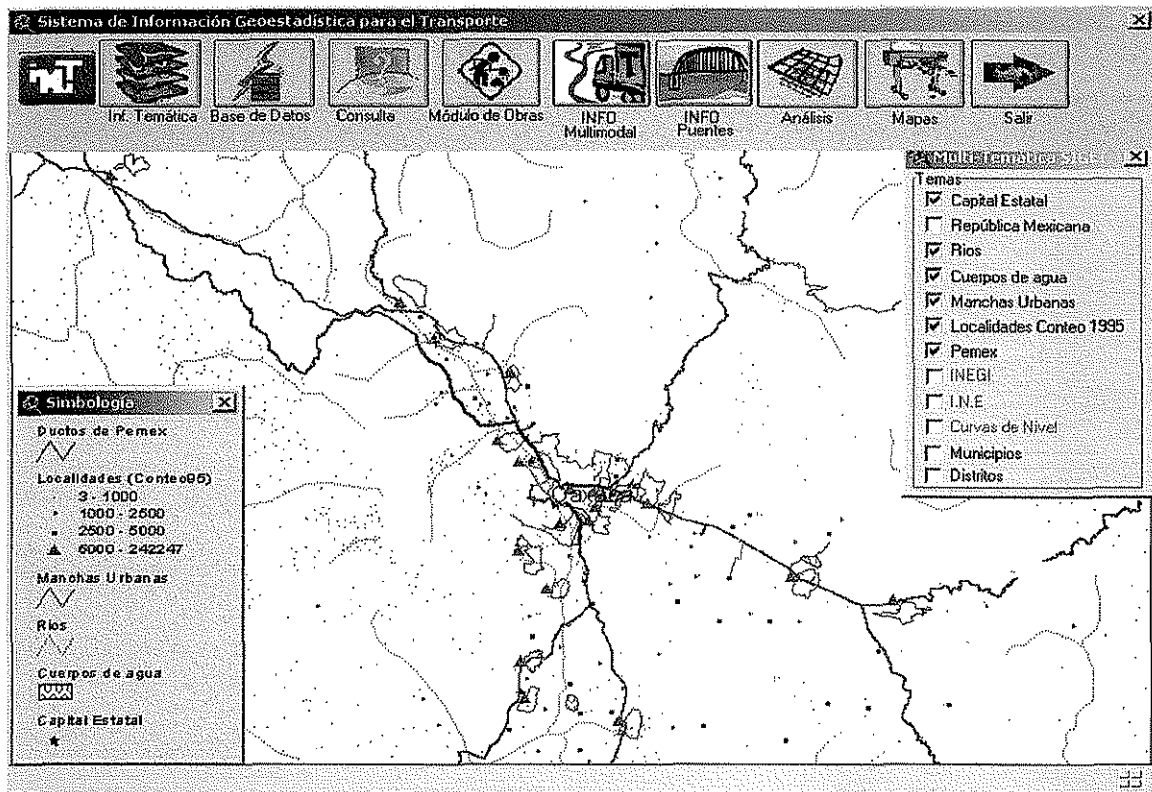 Sistema de Información Geoestadística para el Transporte
IMT
Inf. Temática
Base de Datos
Consulta
Módulo de Obras
INFO
Multimodal
INFO
Puentes
Análisis
Mapas
Salir
Temas
Capital Estatal
República Mexicana
Rios
Cuerpos de agua
Manchas Urbanas
Localidades Conteo 1995
Pemex
INEGI
I.N.E
Curvas de Nivel
Municipios
Distritos
Simbología
Ductos de Pemex
Localidades (Conteo95)
3 - 1000
1000 - 2500
2500 - 5000
5000 - 242247
Manchas Urbanas
Rios
Cuerpos de agua
Capital Estatal